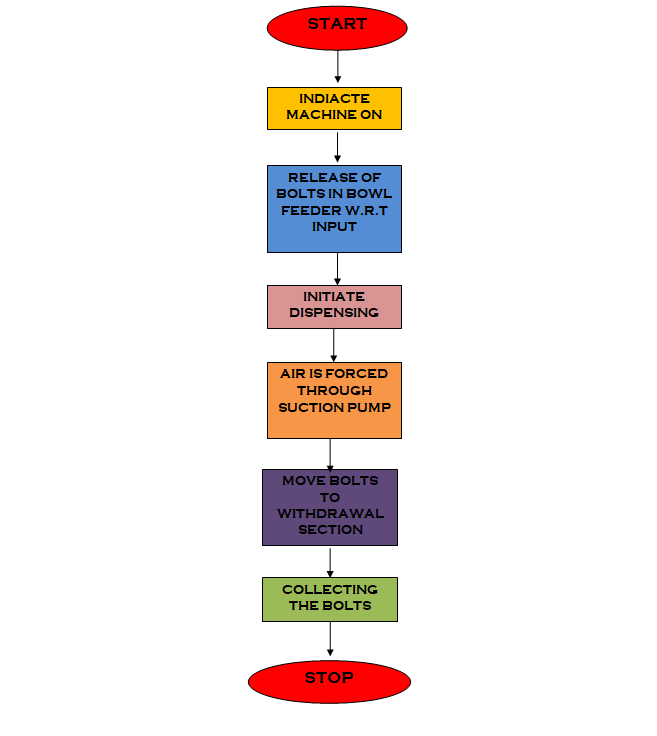 START
INDIACTE
MACHINE ON
RELEASE OF
BOLTS IN BOWL
FEEDER W.R.T
INPUT
INITIATE
DISPENSING
AIR IS FORCED
THROUGH
SUCTION PUMP
MOVE BOLTS
TO
WITHDRAWAL
SECTION
COLLECTING
THE BOLTS
STOP